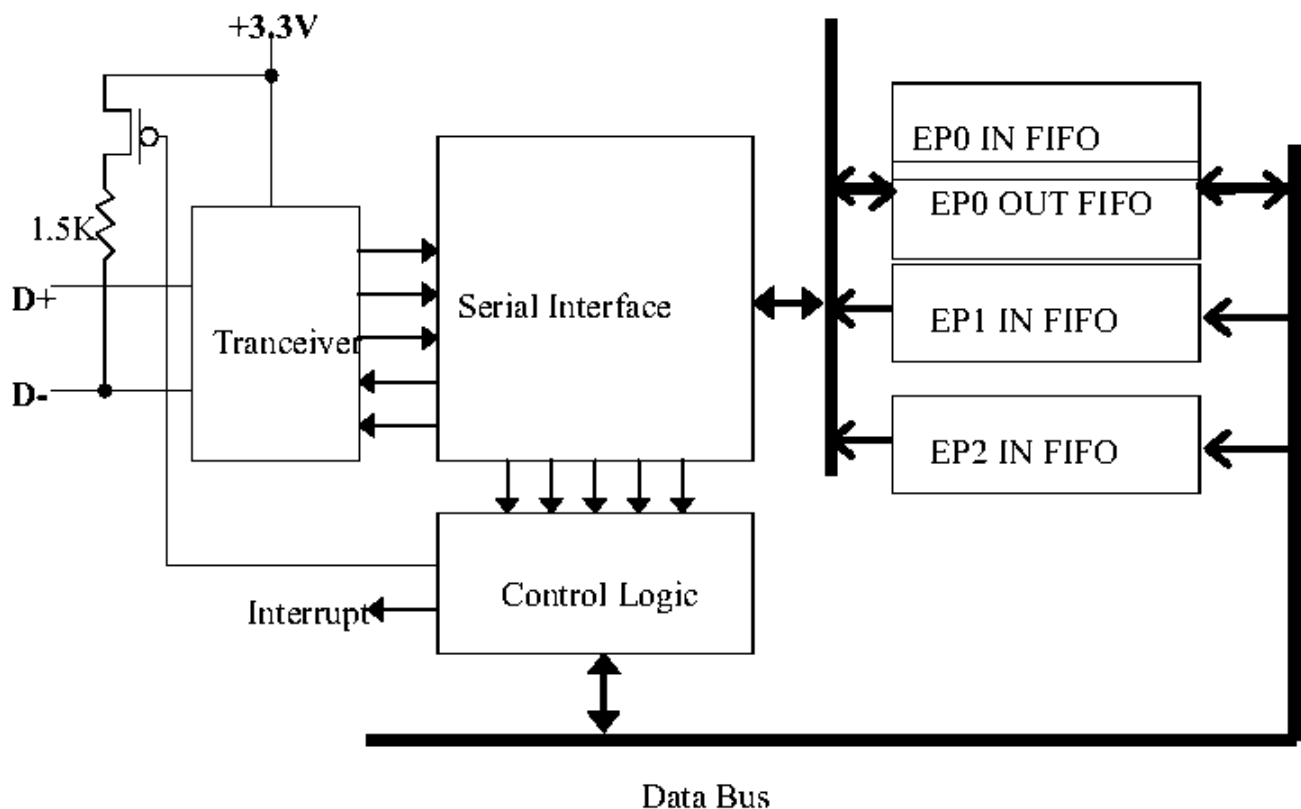 +3.3V
EP0 IN FIFO
1.5K
EP0 OUT FIFO
D+
Serial Interface
EP1 IN FIFO
Tranceiver
D-
EP2 IN FIFO
Control Logic
Interrupt
Data Bus